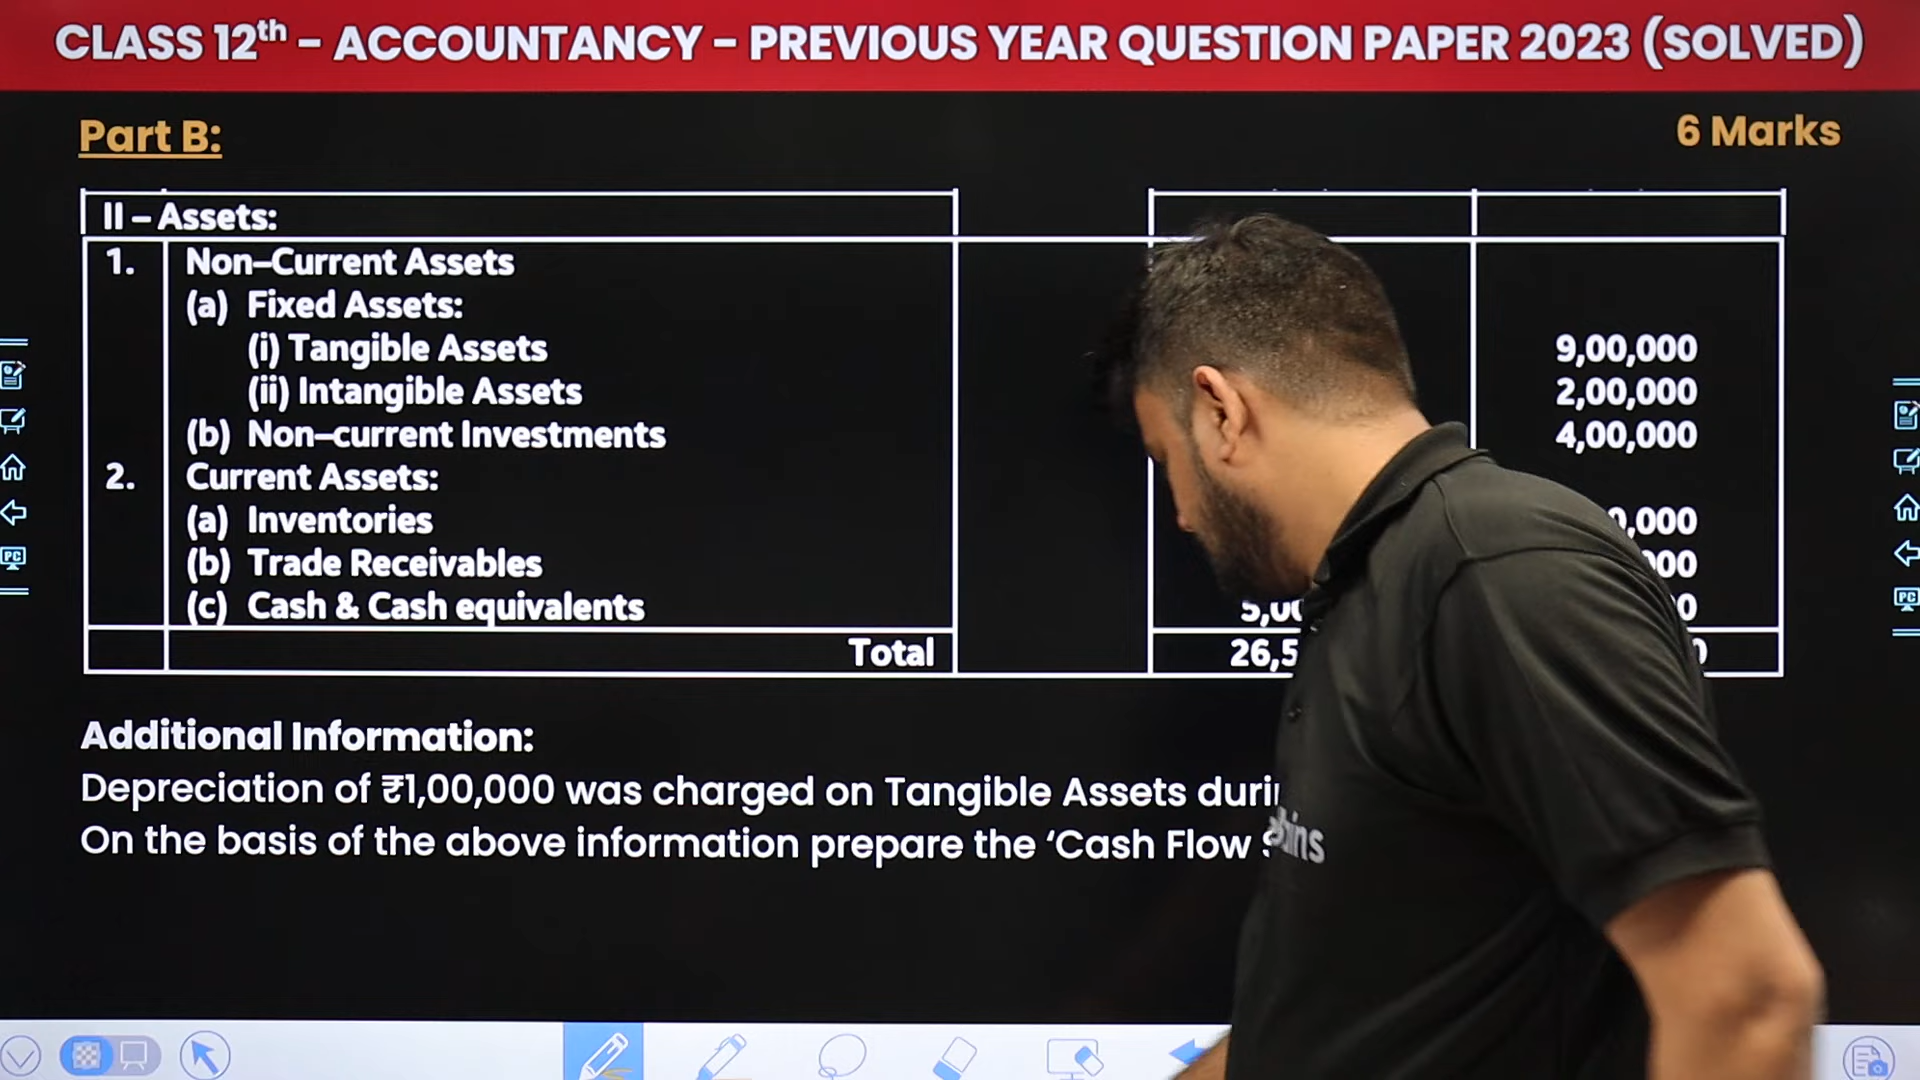 CLASS 12th – ACCOUNTANCY – PREVIOUS YEAR QUESTION PAPER 2023 (SOLVED)
Part B: 6 Marks
II – Assets:
1. Non–Current Assets
(a) Fixed Assets:
(i) Tangible Assets 9,00,000
(ii) Intangible Assets 2,00,000
(b) Non–current Investments 4,00,000
2. Current Assets:
(a) Inventories
(b) Trade Receivables
(c) Cash & Cash equivalents
Total
Additional Information:
Depreciation of ₹1,00,000 was charged on Tangible Assets
On the basis of the above information prepare the ‘Cash Flow
PC
PC